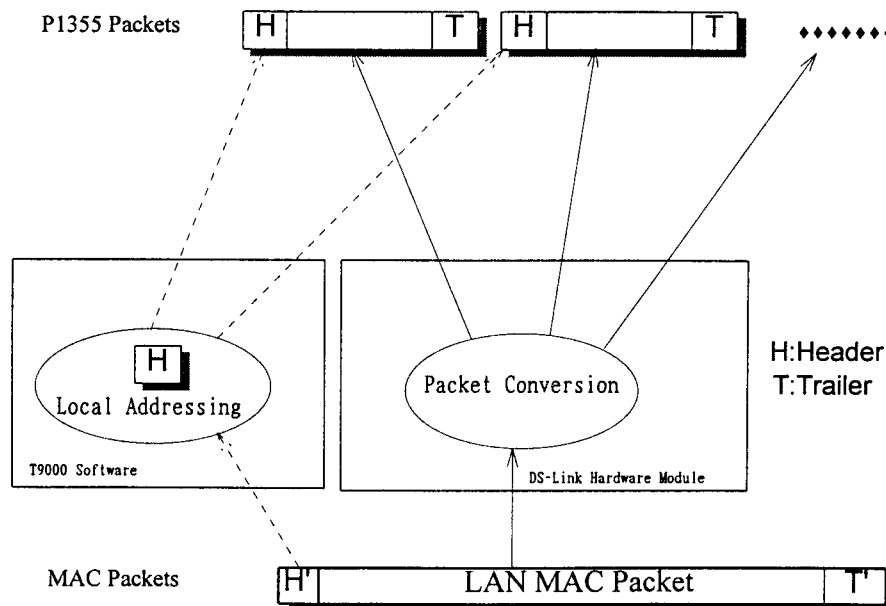 P1355 Packets
H T H T
H
Local Addressing
T9000 Software
Packet Conversion
DS-Link Hardware Module
H:Header
T:Trailer
MAC Packets
H' LAN MAC Packet T'